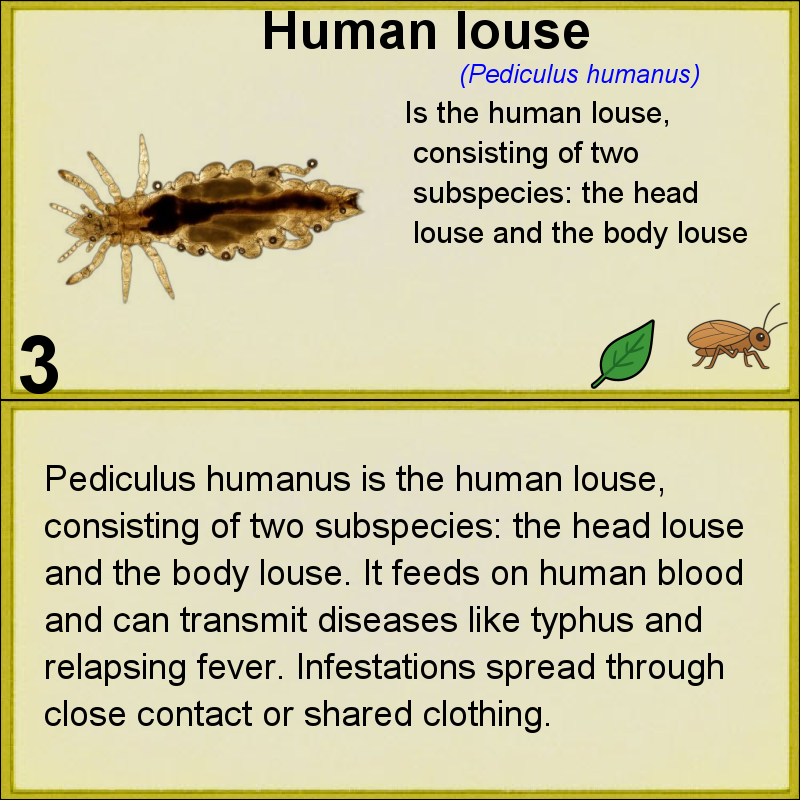 Human louse
(Pediculus humanus)
Is the human louse,
consisting of two
subspecies: the head
louse and the body louse
3
Pediculus humanus is the human louse,
consisting of two subspecies: the head louse
and the body louse. It feeds on human blood
and can transmit diseases like typhus and
relapsing fever. Infestations spread through
close contact or shared clothing.